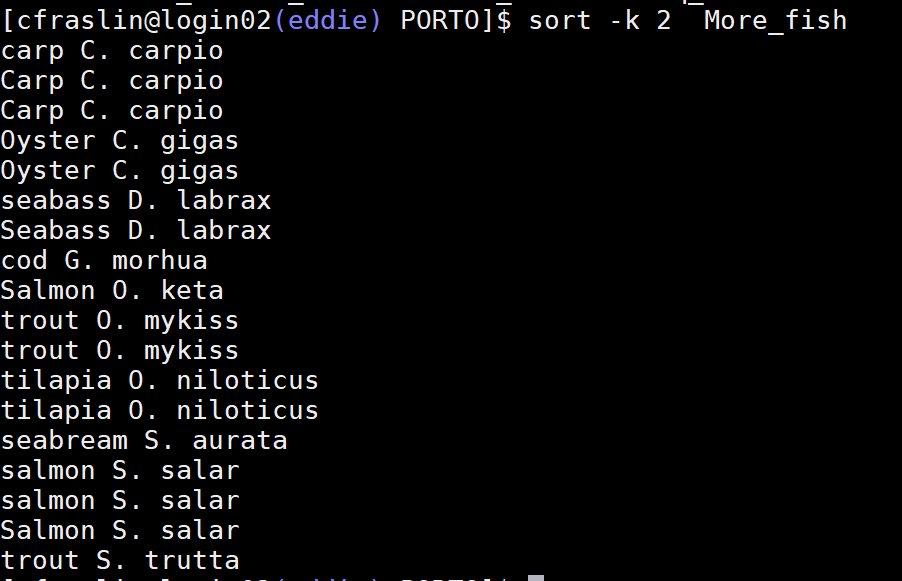 [cfraslin@login02(eddie) PORTO]$ sort -k 2  More_fish
carp C. carpio
Carp C. carpio
Carp C. carpio
Oyster C. gigas
Oyster C. gigas
seabass D. labrax
Seabass D. labrax
cod G. morhua
Salmon O. keta
trout O. mykiss
trout O. mykiss
tilapia O. niloticus
tilapia O. niloticus
seabream S. aurata
salmon S. salar
salmon S. salar
Salmon S. salar
trout S. trutta